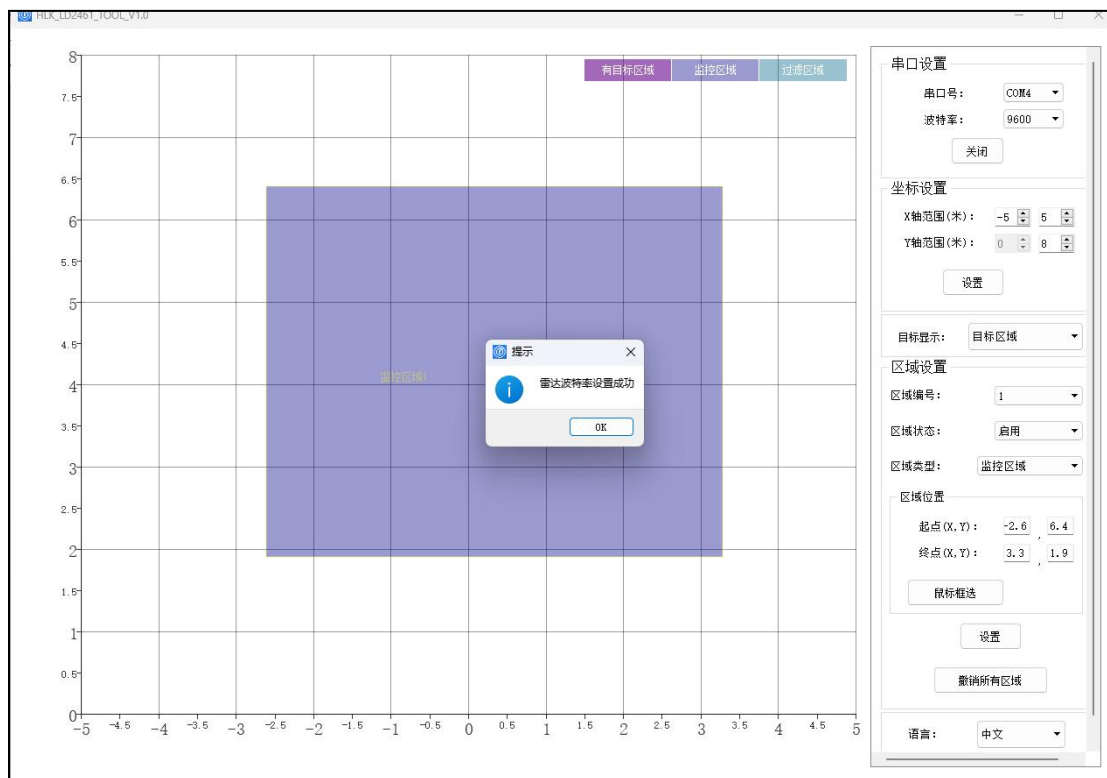 HLK_LD2461_TOOL_V1.0
有目标区域 监控区域 过滤区域
8
7.5
7
6.5
6
5.5
5
4.5
4
3.5
3
2.5
2
1.5
1
0.5
0
-5 -4.5 -4 -3.5 -3 -2.5 -2 -1.5 -1 -0.5 0 0.5 1 1.5 2 2.5 3 3.5 4 4.5 5
监控区域1
提示
雷达波特率设置成功
OK
串口设置
串口号: COM4
波特率: 9600
关闭
坐标设置
X轴范围(米): -5 5
Y轴范围(米): 0 8
设置
目标显示: 目标区域
区域设置
区域编号: 1
区域状态: 启用
区域类型: 监控区域
区域位置
起点(X,Y): -2.6 , 6.4
终点(X,Y): 3.3 , 1.9
鼠标框选
设置
撤销所有区域
语言: 中文